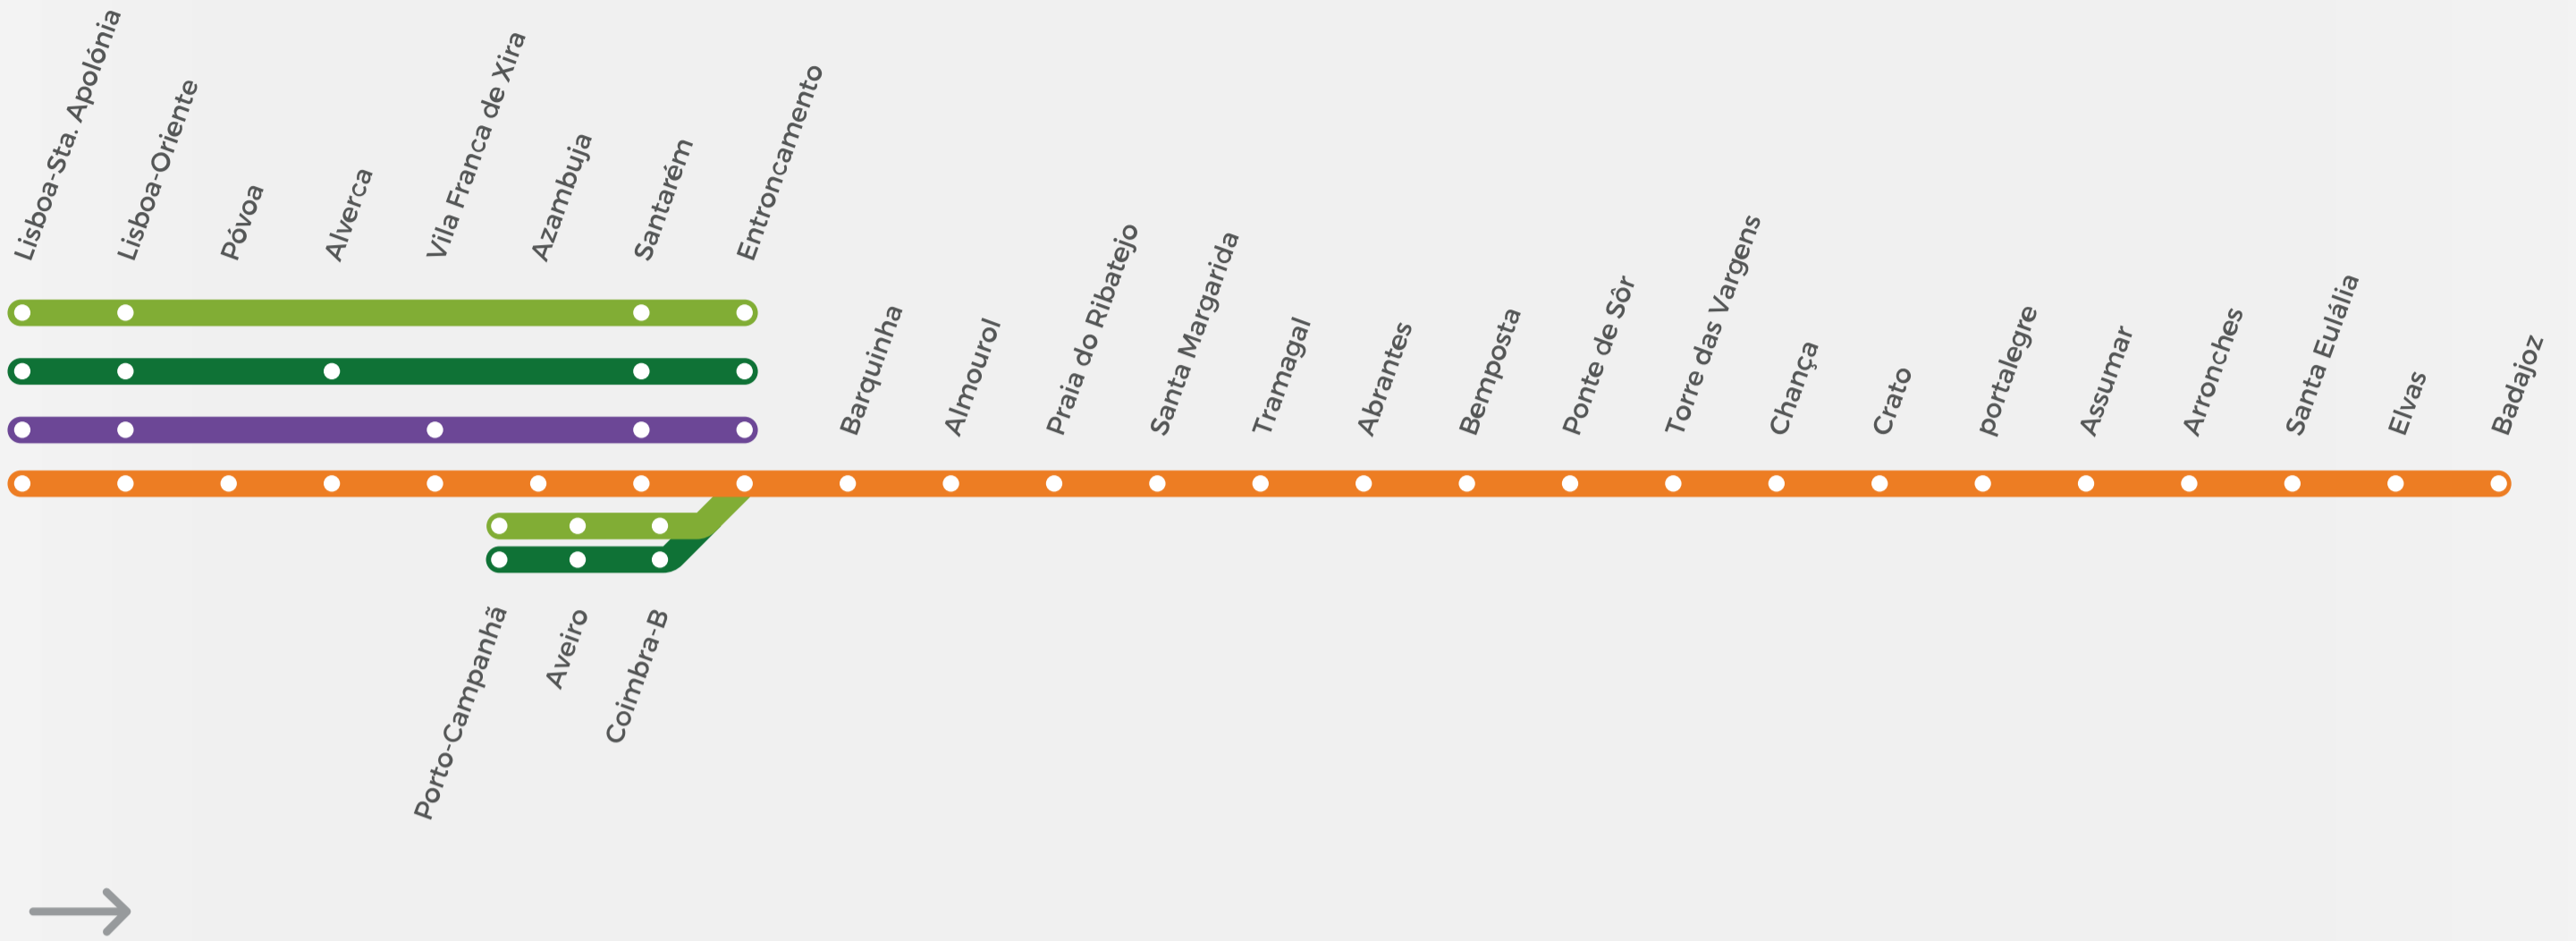 Lisboa-Sta. Apolónia
Lisboa-Oriente
Póvoa
Alverca
Vila Franca de Xira
Azambuja
Santarém
Entroncamento
Barquinha
Almourol
Praia do Ribatejo
Santa Margarida
Tramagal
Abrantes
Bemposta
Ponte de Sôr
Torre das Vargens
Chança
Crato
portalegre
Assumar
Arronches
Santa Eulália
Elvas
Badajoz
Porto-Campanhã
Aveiro
Coimbra-B